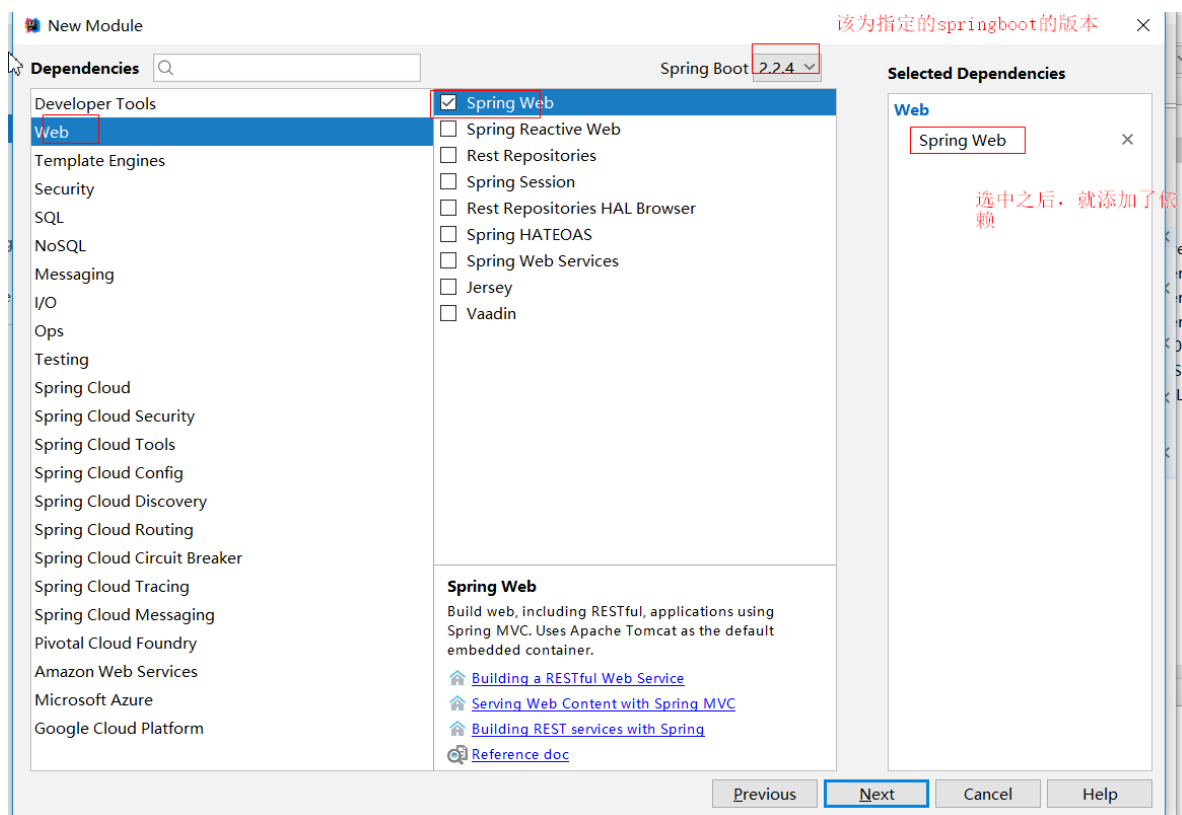 New Module
该为指定的springboot的版本
Dependencies
Spring Boot 2.2.4
Selected Dependencies
Developer Tools
Web
Template Engines
Security
SQL
NoSQL
Messaging
I/O
Ops
Testing
Spring Cloud
Spring Cloud Security
Spring Cloud Tools
Spring Cloud Config
Spring Cloud Discovery
Spring Cloud Routing
Spring Cloud Circuit Breaker
Spring Cloud Tracing
Spring Cloud Messaging
Pivotal Cloud Foundry
Amazon Web Services
Microsoft Azure
Google Cloud Platform
Spring Web
Spring Reactive Web
Rest Repositories
Spring Session
Rest Repositories HAL Browser
Spring HATEOAS
Spring Web Services
Jersey
Vaadin
Spring Web
Build web, including RESTful, applications using
Spring MVC. Uses Apache Tomcat as the default
embedded container.
Building a RESTful Web Service
Serving Web Content with Spring MVC
Building REST services with Spring
Reference doc
Web
Spring Web
选中之后，就添加了依
赖
Previous
Next
Cancel
Help